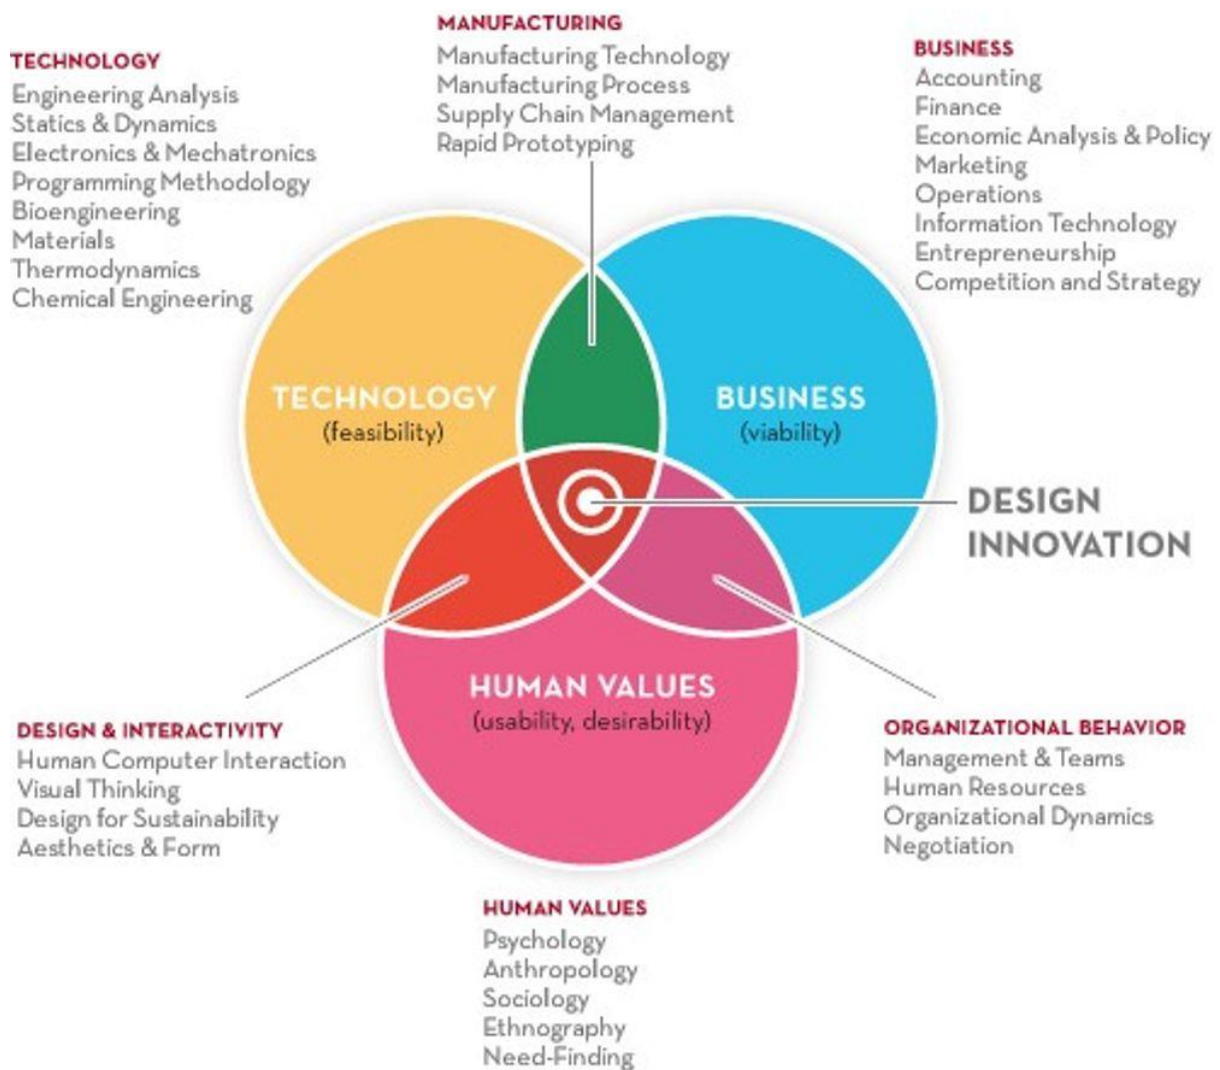 MANUFACTURING
Manufacturing Technology
Manufacturing Process
Supply Chain Management
Rapid Prototyping
TECHNOLOGY
Engineering Analysis
Statics & Dynamics
Electronics & Mechatronics
Programming Methodology
Bioengineering
Materials
Thermodynamics
Chemical Engineering
BUSINESS
Accounting
Finance
Economic Analysis & Policy
Marketing
Operations
Information Technology
Entrepreneurship
Competition and Strategy
TECHNOLOGY
(feasibility)
BUSINESS
(viability)
DESIGN
INNOVATION
HUMAN VALUES
(usability, desirability)
DESIGN & INTERACTIVITY
Human Computer Interaction
Visual Thinking
Design for Sustainability
Aesthetics & Form
ORGANIZATIONAL BEHAVIOR
Management & Teams
Human Resources
Organizational Dynamics
Negotiation
HUMAN VALUES
Psychology
Anthropology
Sociology
Ethnography
Need-Finding